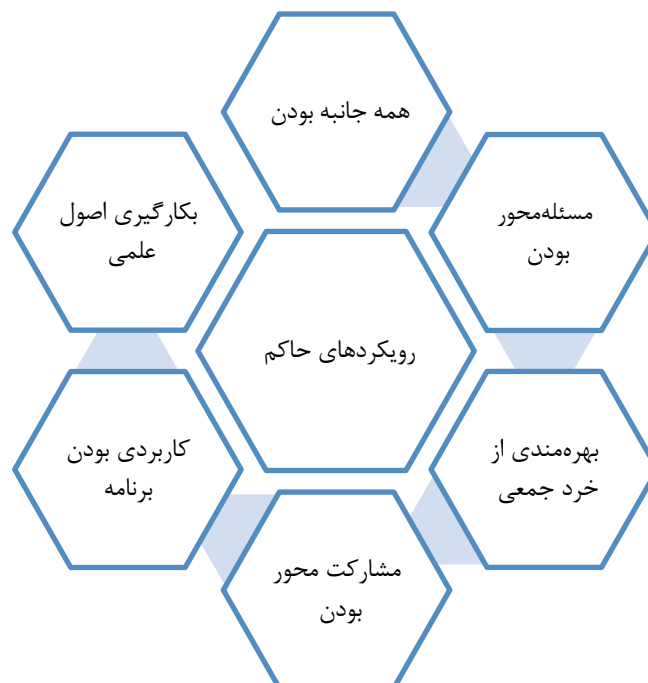 همه جانبه بودن
مسئله‌محور
بودن
بهره‌مندی از
خرد جمعی
مشارکت محور
بودن
کاربردی بودن
برنامه
بکارگیری اصول
علمی
رویکردهای حاکم